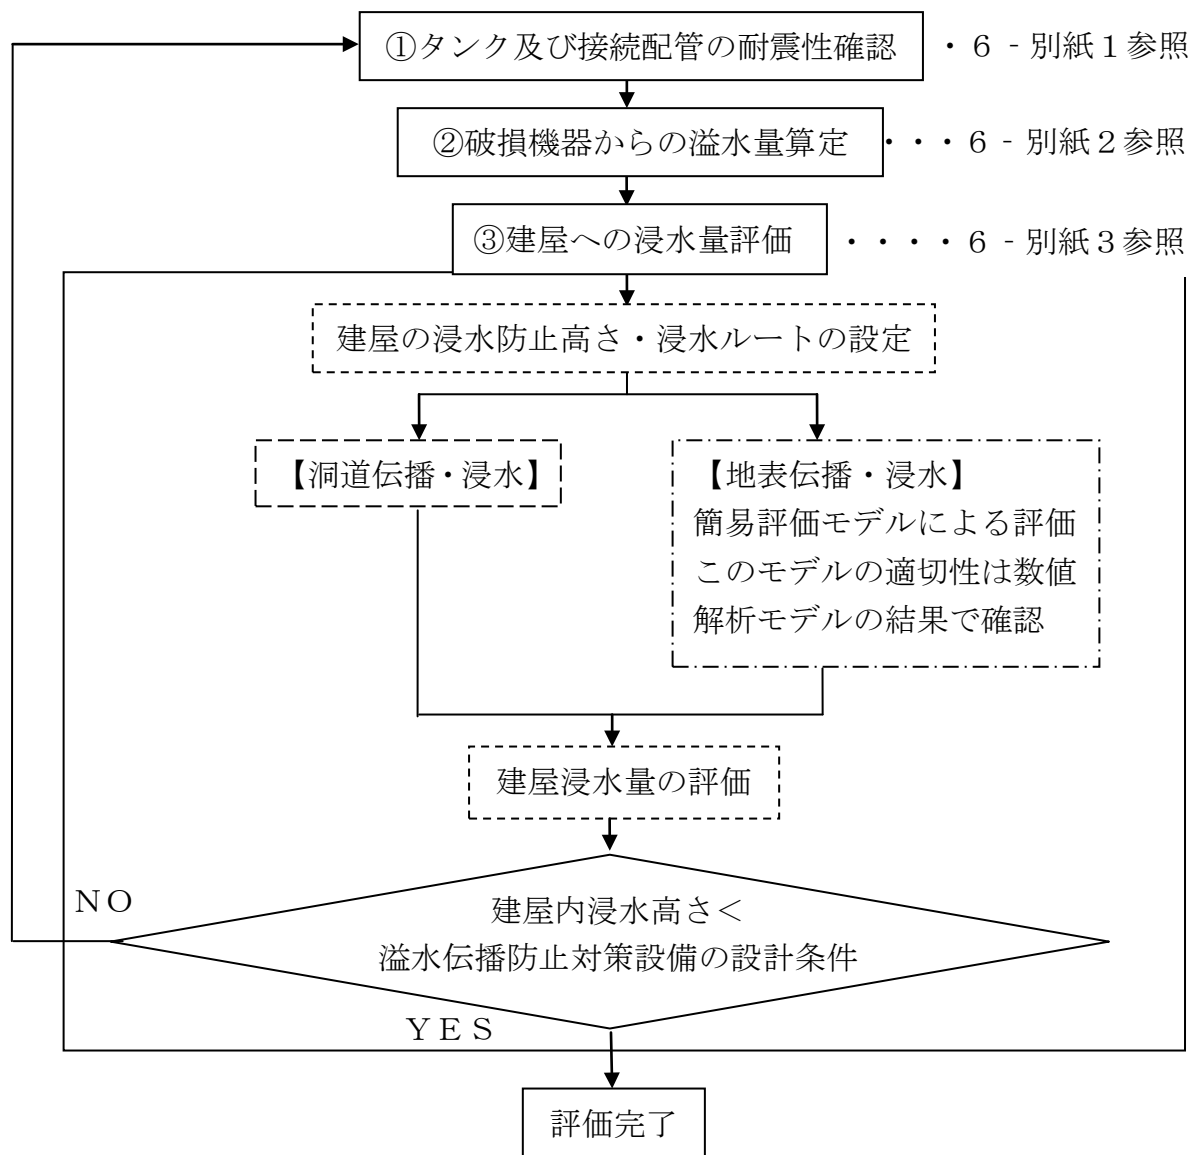 ①タンク及び接続配管の耐震性確認 ・６‐別紙１参照
②破損機器からの溢水量算定 ・・・６‐別紙２参照
③建屋への浸水量評価 ・・・・６‐別紙３参照
建屋の浸水防止高さ・浸水ルートの設定
【洞道伝播・浸水】
【地表伝播・浸水】
簡易評価モデルによる評価
このモデルの適切性は数値
解析モデルの結果で確認
建屋浸水量の評価
ＮＯ
建屋内浸水高さ＜
溢水伝播防止対策設備の設計条件
ＹＥＳ
評価完了